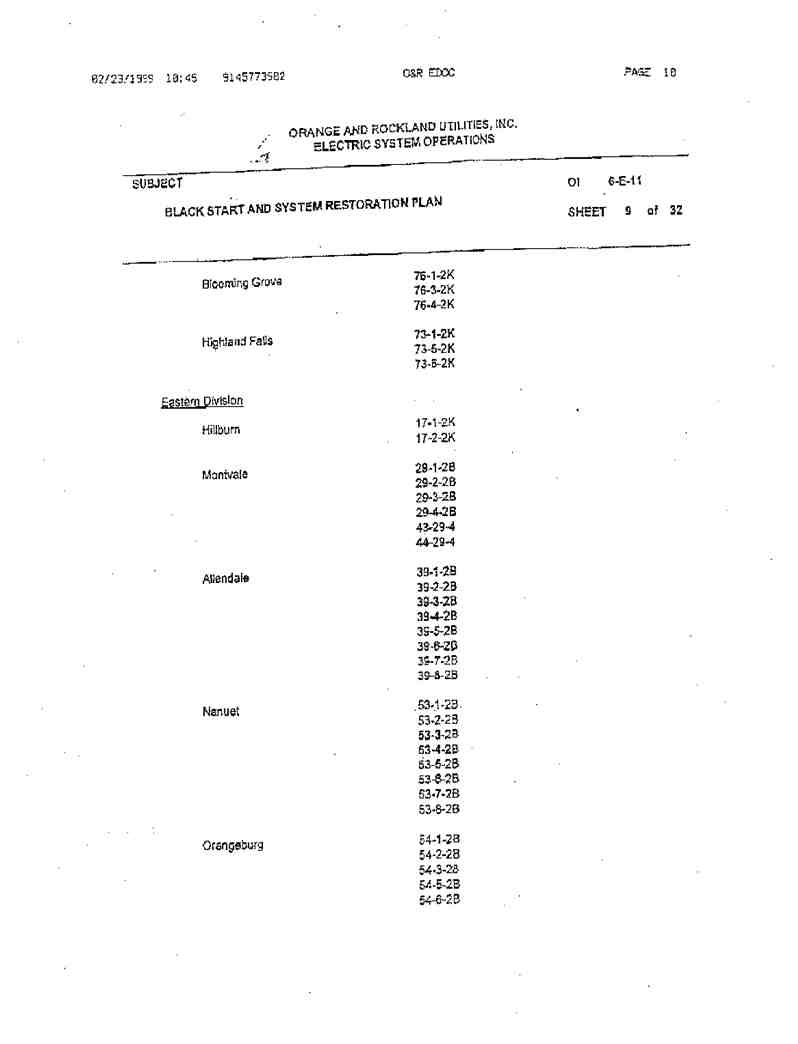 02/23/1999 10:45 9145773502 O&R EDOC PAGE 10
ORANGE AND ROCKLAND UTILITIES, INC.
ELECTRIC SYSTEM OPERATIONS
SUBJECT OI 6-E-11
BLACK START AND SYSTEM RESTORATION PLAN SHEET 9 of 32
Blooming Grove 76-1-2K
76-3-2K
76-4-2K
Highland Falls 73-1-2K
73-5-2K
73-6-2K
Eastern Division
Hillburn 17-1-2K
17-2-2K
Montvale 29-1-2B
29-2-2B
29-3-2B
29-4-2B
43-29-4
44-29-4
Allendale 39-1-2B
39-2-2B
39-3-2B
39-4-2B
39-5-2B
39-6-2B
39-7-2B
39-8-2B
Nanuet 53-1-2B
53-2-2B
53-3-2B
53-4-2B
53-5-2B
53-6-2B
53-7-2B
53-8-2B
Orangeburg 54-1-2B
54-2-2B
54-3-2B
54-5-2B
54-6-2B